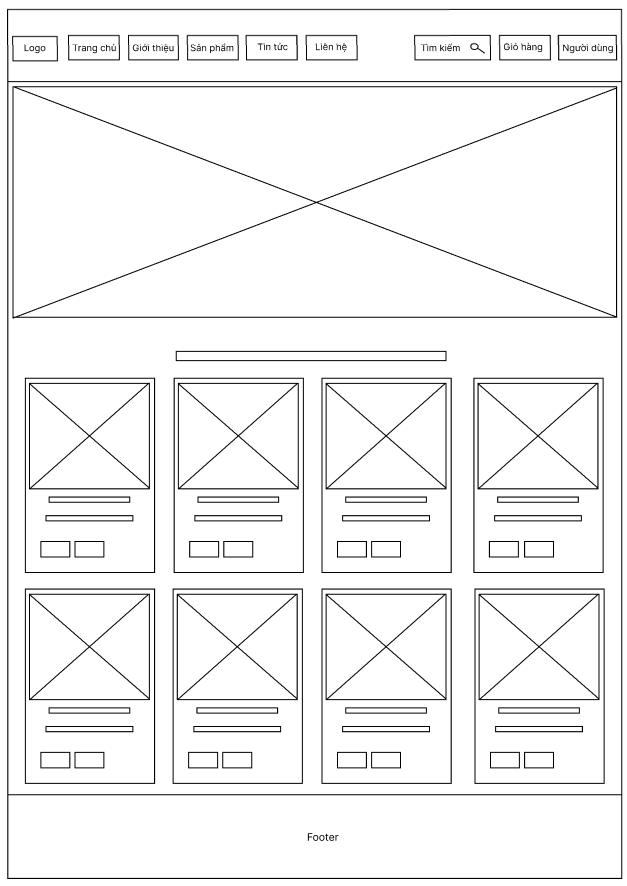 Logo
Trang chủ
Giới thiệu
Sản phẩm
Tin tức
Liên hệ
Tìm kiếm
Giỏ hàng
Người dùng
Footer